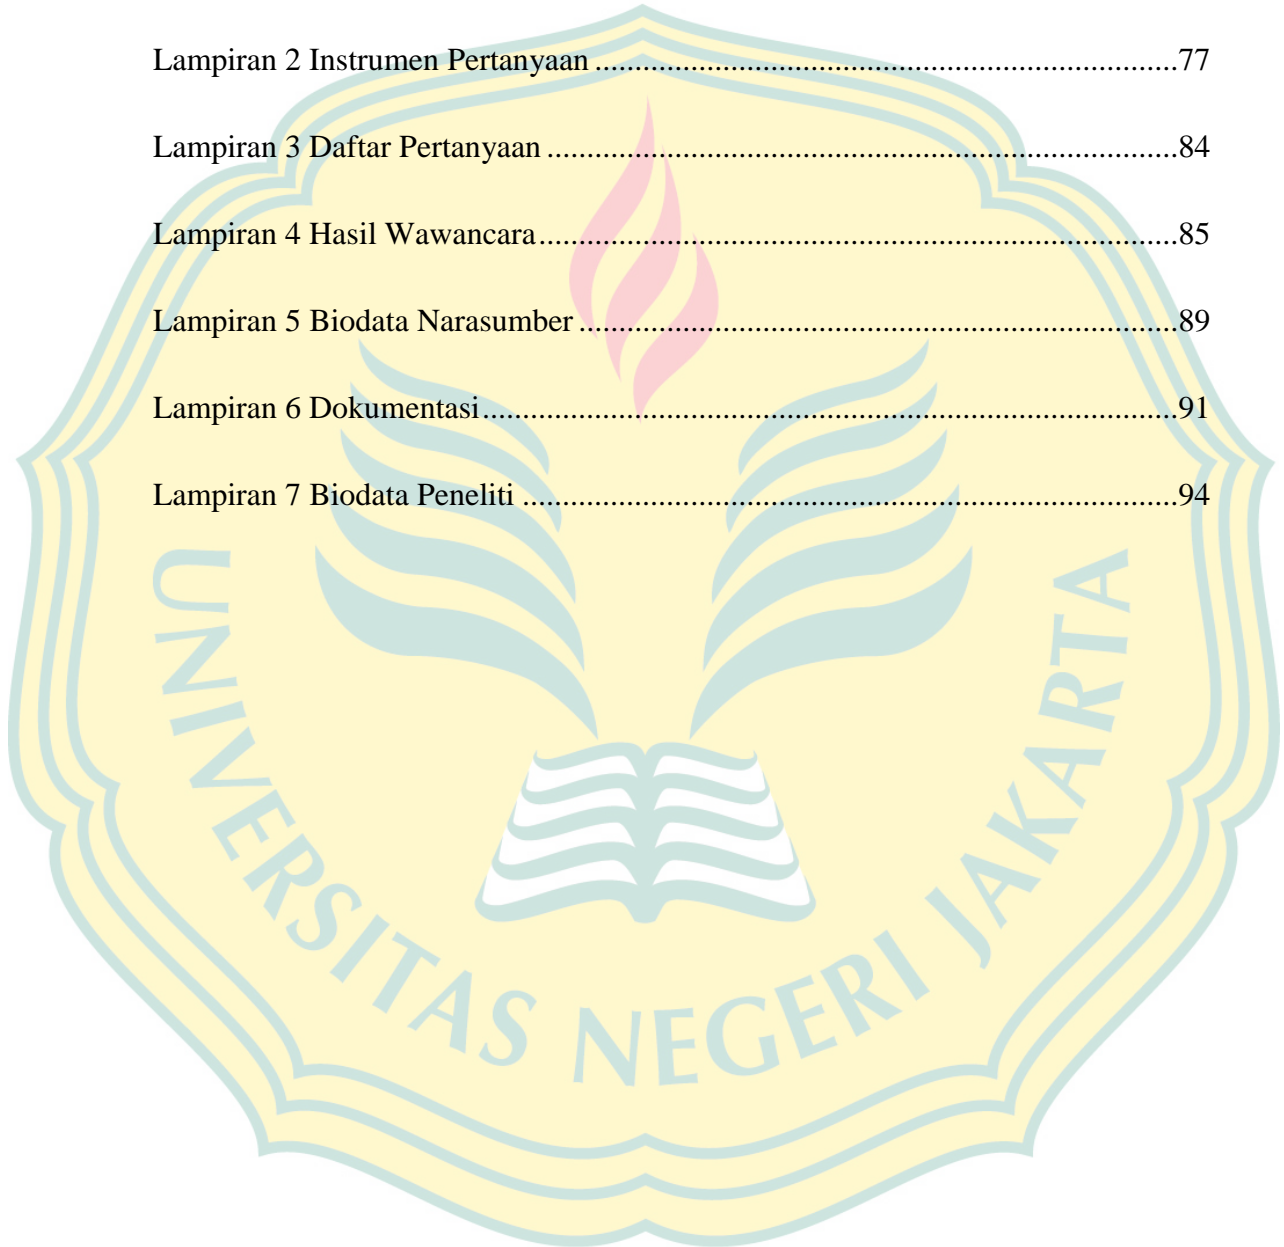 Lampiran 2 Instrumen Pertanyaan ..........................................................................77
Lampiran 3 Daftar Pertanyaan ................................................................................84
Lampiran 4 Hasil Wawancara.................................................................................85
Lampiran 5 Biodata Narasumber ............................................................................89
Lampiran 6 Dokumentasi........................................................................................91
Lampiran 7 Biodata Peneliti ...................................................................................94
UNIVERSITAS NEGERI JAKARTA